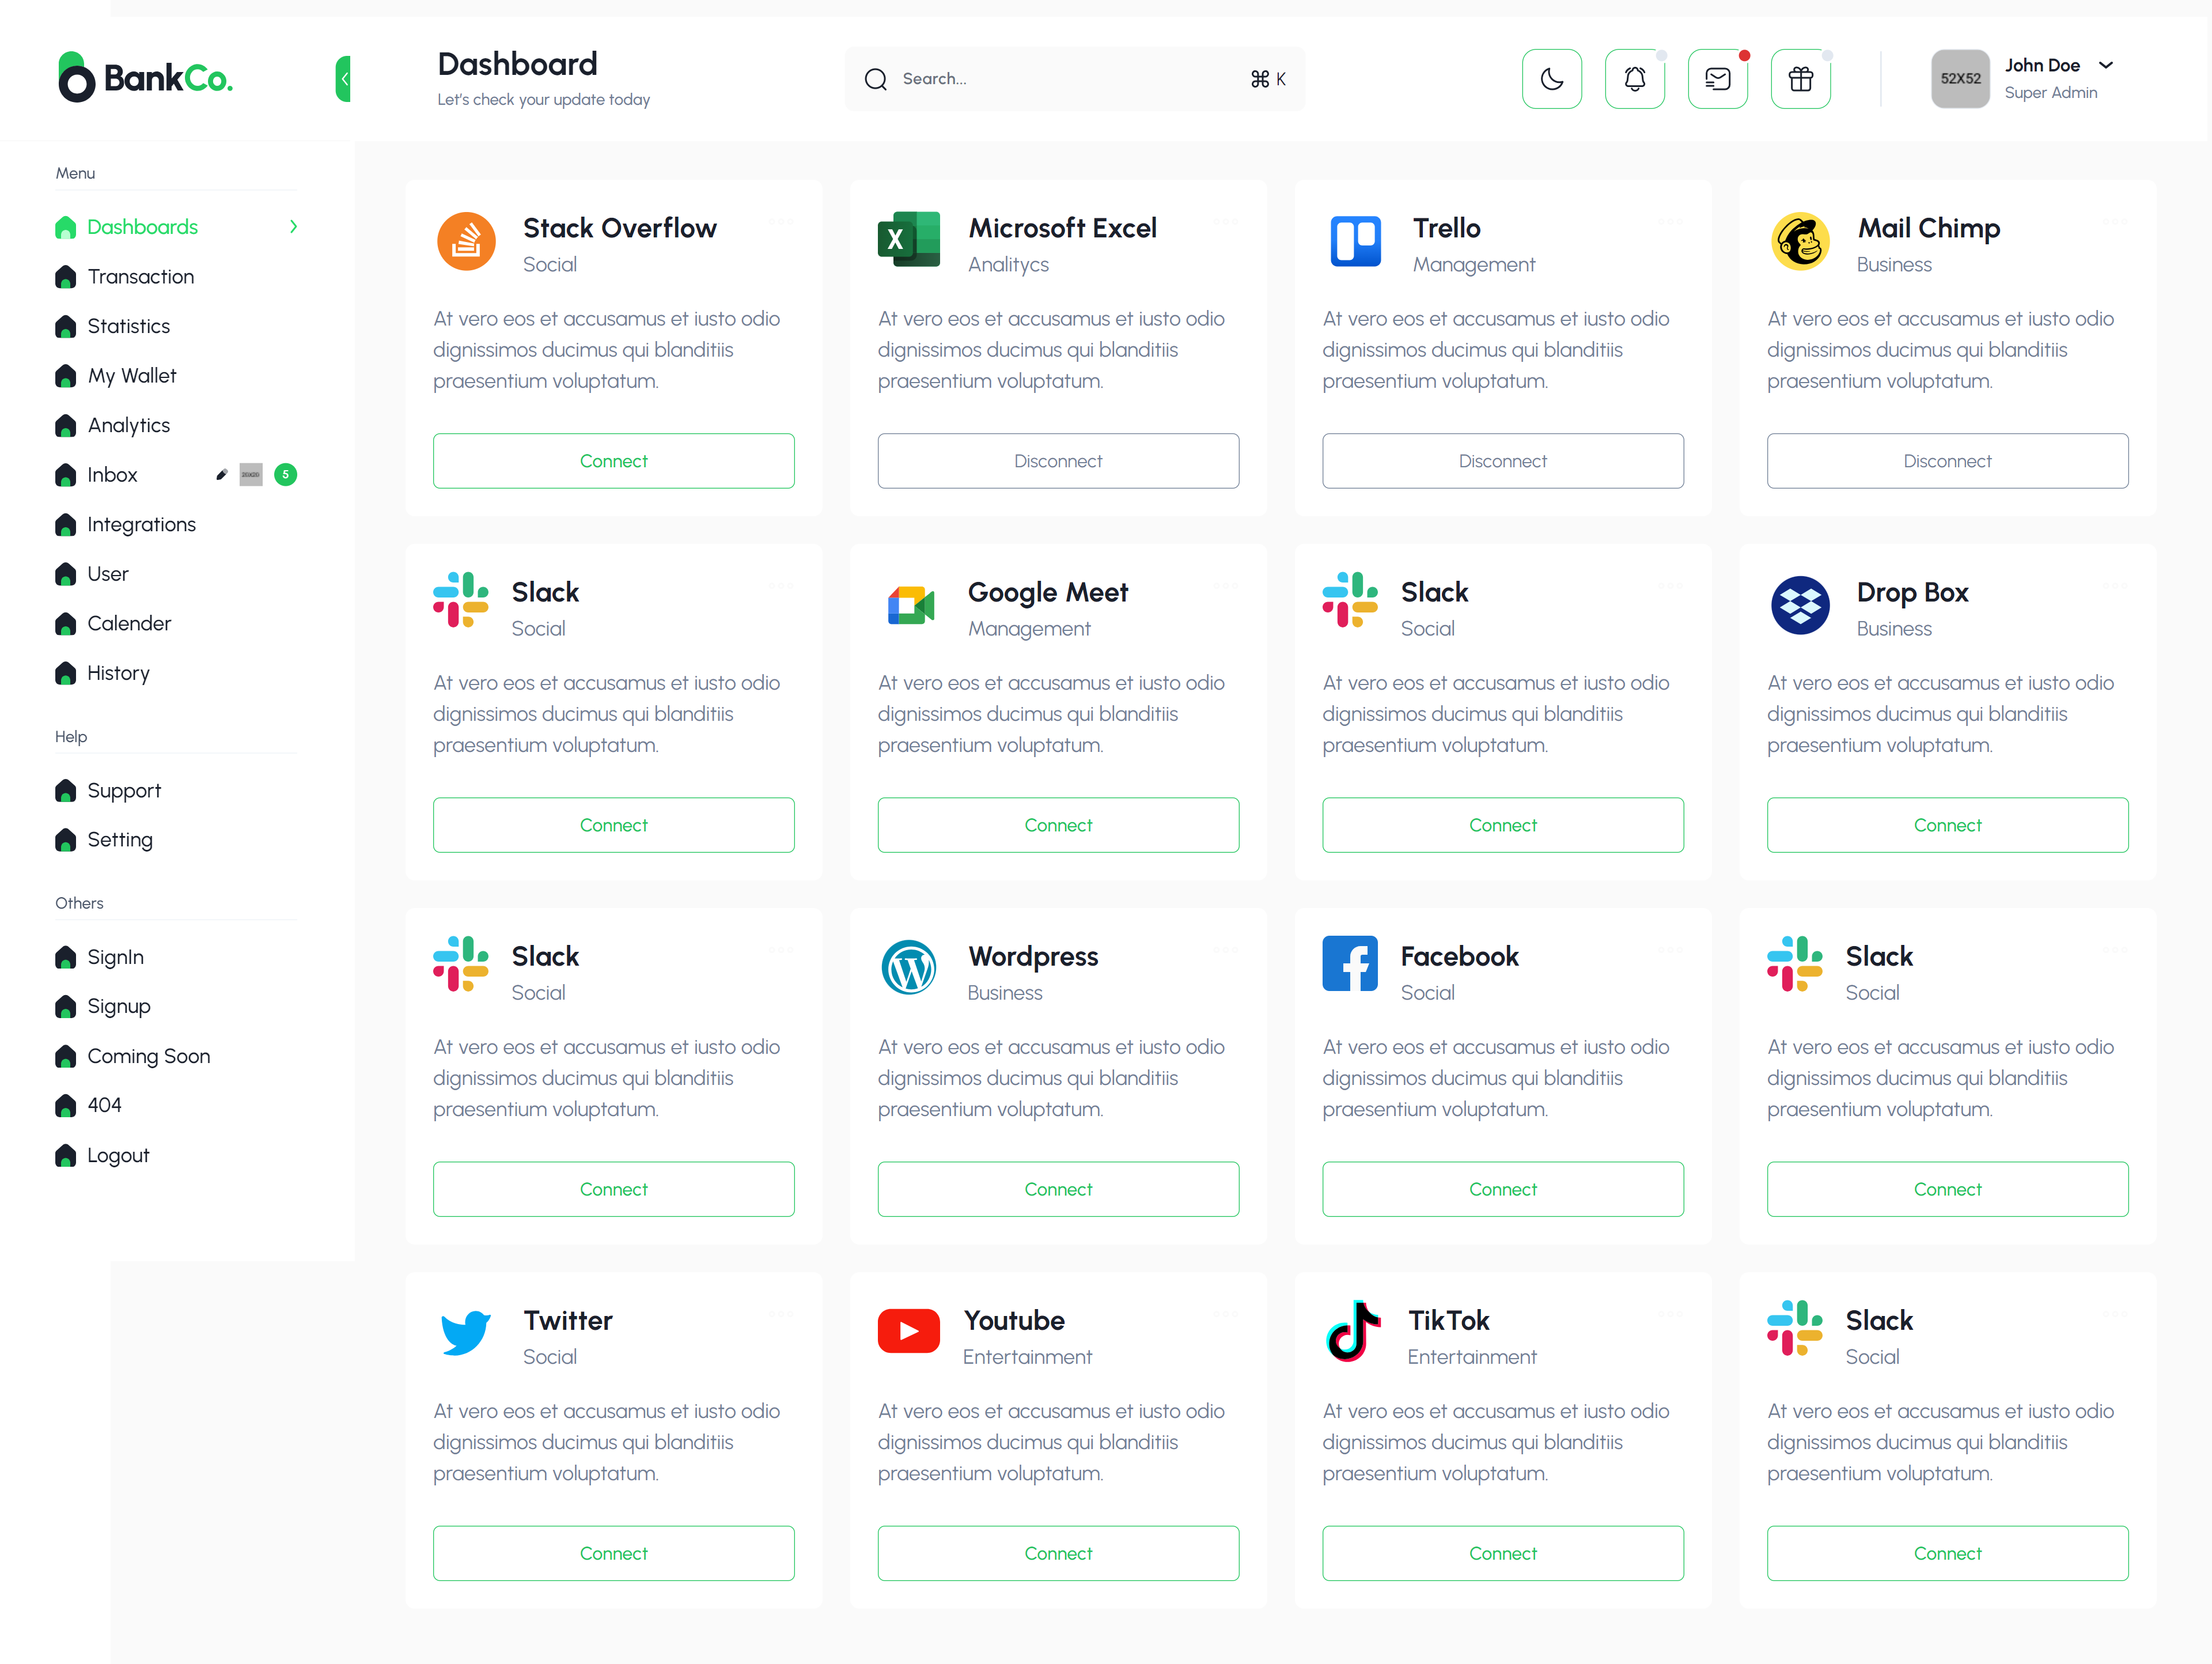 BankCo.
Dashboard
Let's check your update today
Search...
⌘ K
52X52
John Doe
Super Admin
Menu
Dashboards
Transaction
Statistics
My Wallet
Analytics
Inbox
5
Integrations
User
Calender
History
Help
Support
Setting
Others
SignIn
Signup
Coming Soon
404
Logout
Stack Overflow
Social
At vero eos et accusamus et iusto odio
dignissimos ducimus qui blanditiis
praesentium voluptatum.
Connect
Microsoft Excel
Analitycs
At vero eos et accusamus et iusto odio
dignissimos ducimus qui blanditiis
praesentium voluptatum.
Disconnect
Trello
Management
At vero eos et accusamus et iusto odio
dignissimos ducimus qui blanditiis
praesentium voluptatum.
Disconnect
Mail Chimp
Business
At vero eos et accusamus et iusto odio
dignissimos ducimus qui blanditiis
praesentium voluptatum.
Disconnect
Slack
Social
At vero eos et accusamus et iusto odio
dignissimos ducimus qui blanditiis
praesentium voluptatum.
Connect
Google Meet
Management
At vero eos et accusamus et iusto odio
dignissimos ducimus qui blanditiis
praesentium voluptatum.
Connect
Slack
Social
At vero eos et accusamus et iusto odio
dignissimos ducimus qui blanditiis
praesentium voluptatum.
Connect
Drop Box
Business
At vero eos et accusamus et iusto odio
dignissimos ducimus qui blanditiis
praesentium voluptatum.
Connect
Slack
Social
At vero eos et accusamus et iusto odio
dignissimos ducimus qui blanditiis
praesentium voluptatum.
Connect
Wordpress
Business
At vero eos et accusamus et iusto odio
dignissimos ducimus qui blanditiis
praesentium voluptatum.
Connect
Facebook
Social
At vero eos et accusamus et iusto odio
dignissimos ducimus qui blanditiis
praesentium voluptatum.
Connect
Slack
Social
At vero eos et accusamus et iusto odio
dignissimos ducimus qui blanditiis
praesentium voluptatum.
Connect
Twitter
Social
At vero eos et accusamus et iusto odio
dignissimos ducimus qui blanditiis
praesentium voluptatum.
Connect
Youtube
Entertainment
At vero eos et accusamus et iusto odio
dignissimos ducimus qui blanditiis
praesentium voluptatum.
Connect
TikTok
Entertainment
At vero eos et accusamus et iusto odio
dignissimos ducimus qui blanditiis
praesentium voluptatum.
Connect
Slack
Social
At vero eos et accusamus et iusto odio
dignissimos ducimus qui blanditiis
praesentium voluptatum.
Connect